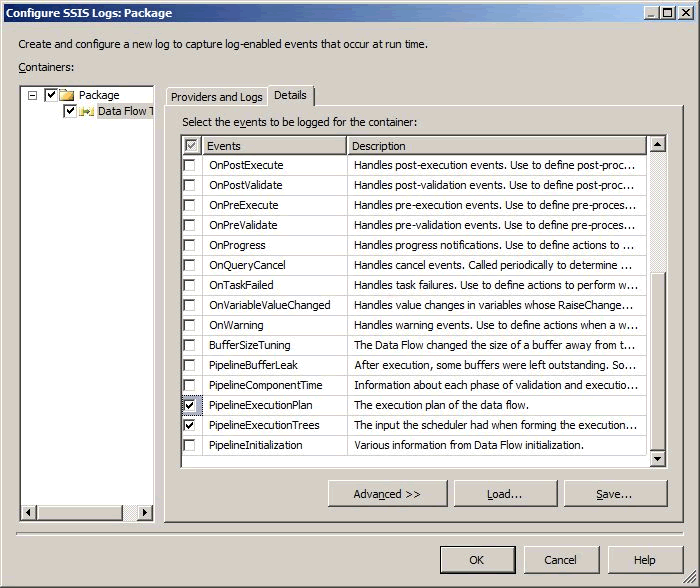 Configure SSIS Logs: Package
Create and configure a new log to capture log-enabled events that occur at run time.
Containers:
Package
Data Flow T
Providers and Logs Details
Select the events to be logged for the container:
Events Description
OnPostExecute Handles post-execution events. Use to define post-proc...
OnPostValidate Handles post-validation events. Use to define post-proc...
OnPreExecute Handles pre-execution events. Use to define pre-proces...
OnPreValidate Handles pre-validation events. Use to define pre-proces...
OnProgress Handles progress notifications. Use to define actions to ...
OnQueryCancel Handles cancel events. Called periodically to determine ...
OnTaskFailed Handles task failures. Use to define actions to perform w...
OnVariableValueChanged Handles value changes in variables whose RaiseChange...
OnWarning Handles warning events. Use to define actions when a w...
BufferSizeTuning The Data Flow changed the size of a buffer away from t...
PipelineBufferLeak After execution, some buffers were left outstanding. So...
PipelineComponentTime Information about each phase of validation and executio...
PipelineExecutionPlan The execution plan of the data flow.
PipelineExecutionTrees The input the scheduler had when forming the execution...
PipelineInitialization Various information from Data Flow initialization.
Advanced >> Load... Save...
OK Cancel Help